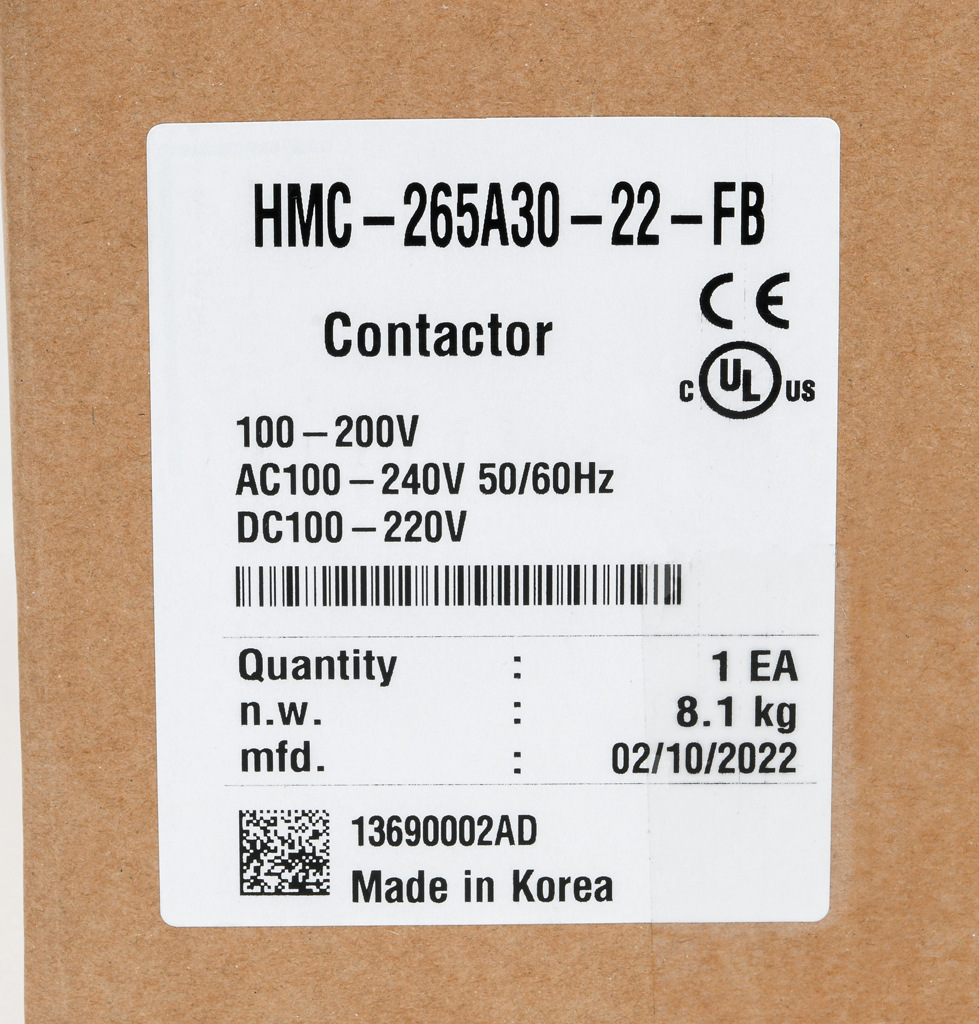 HMC-265A30-22-FB
CE
Contactor
C UL US
100-200V
AC100-240V 50/60Hz
DC100-220V
Quantity : 1 EA
n.w. : 8.1 kg
mfd. : 02/10/2022
13690002AD
Made in Korea